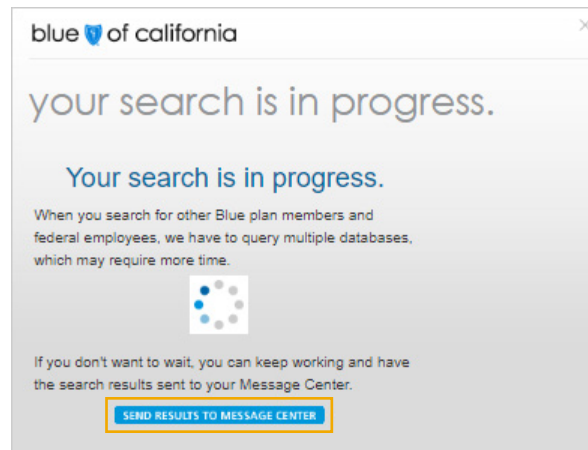 blue of california
your search is in progress.
Your search is in progress.
When you search for other Blue plan members and
federal employees, we have to query multiple databases,
which may require more time.
If you don't want to wait, you can keep working and have
the search results sent to your Message Center.
SEND RESULTS TO MESSAGE CENTER